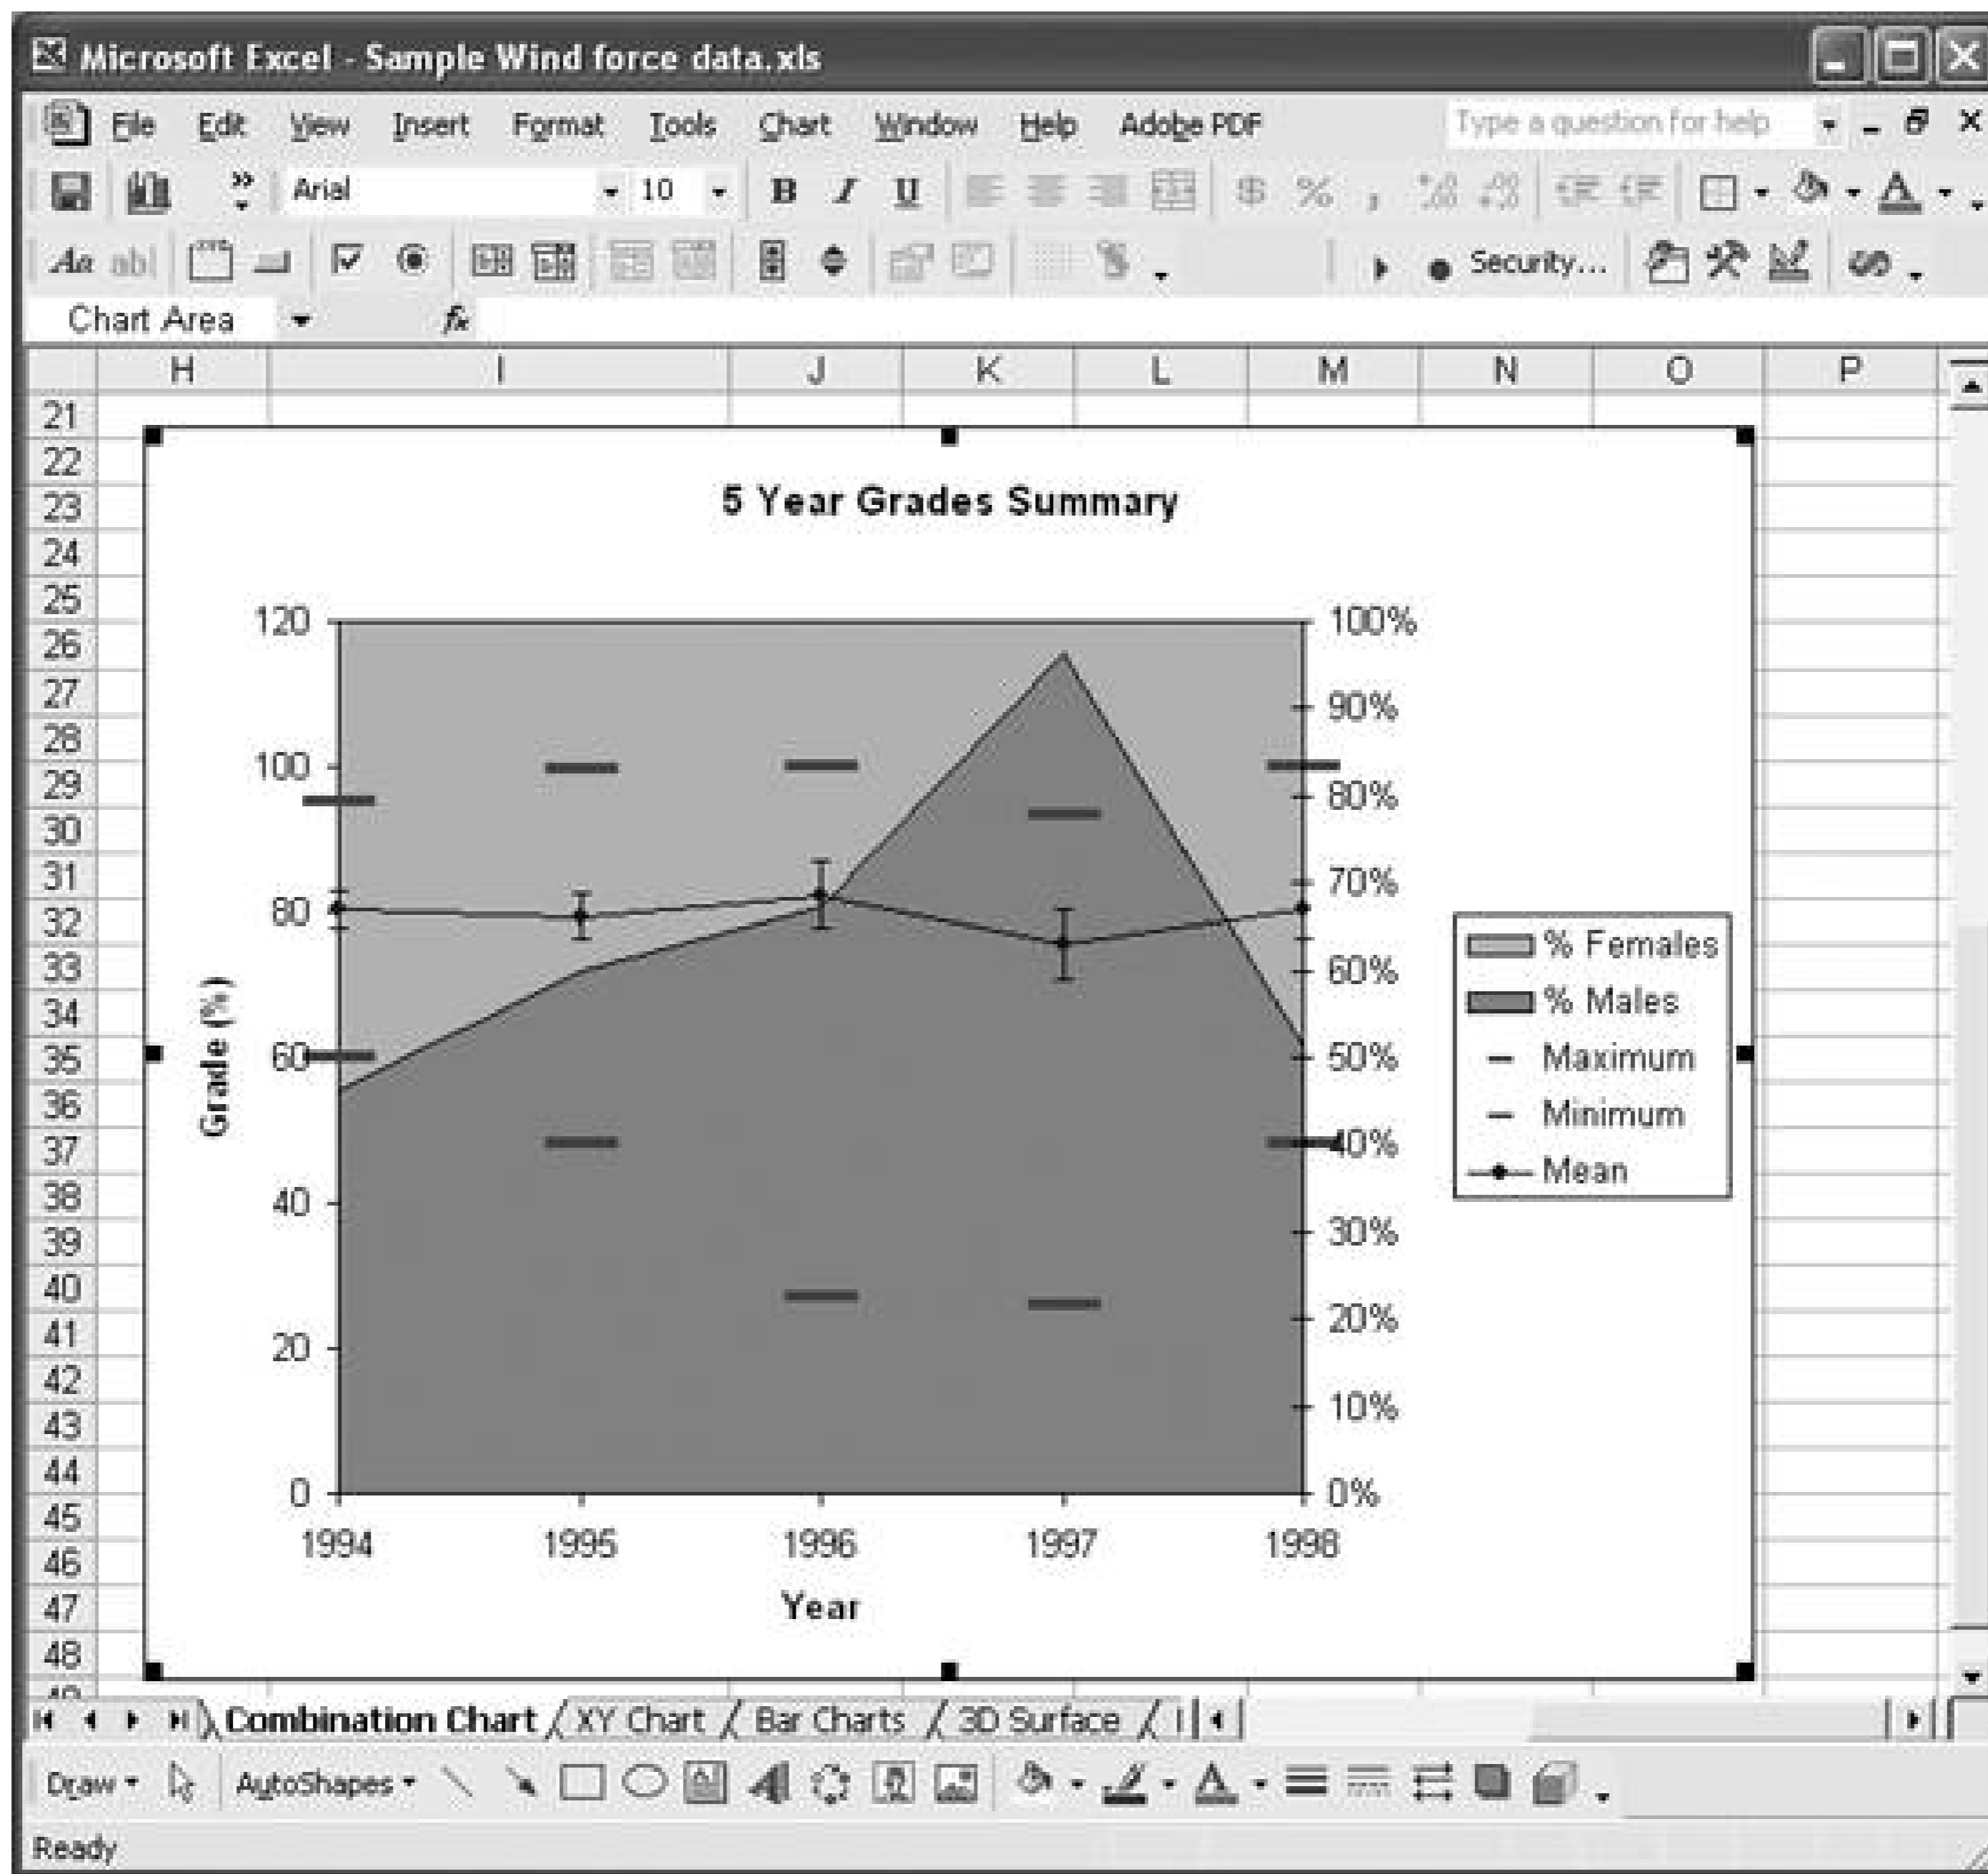 Microsoft Excel - Sample Wind force data.xls
File Edit View Insert Format Tools Chart Window Help Adobe PDF Type a question for help
Arial 10 B I U $ % ,
Aa ab| Security...
Chart Area fx
H I J K L M N O P
21
22
23
24
25
26
27
28
29
30
31
32
33
34
35
36
37
38
39
40
41
42
43
44
45
46
47
48
49
5 Year Grades Summary
120
100
80
60
40
20
0
Grade (%)
100%
90%
80%
70%
60%
50%
40%
30%
20%
10%
0%
% Females
% Males
Maximum
Minimum
Mean
1994 1995 1996 1997 1998
Year
Combination Chart XY Chart Bar Charts 3D Surface
Draw AutoShapes
Ready